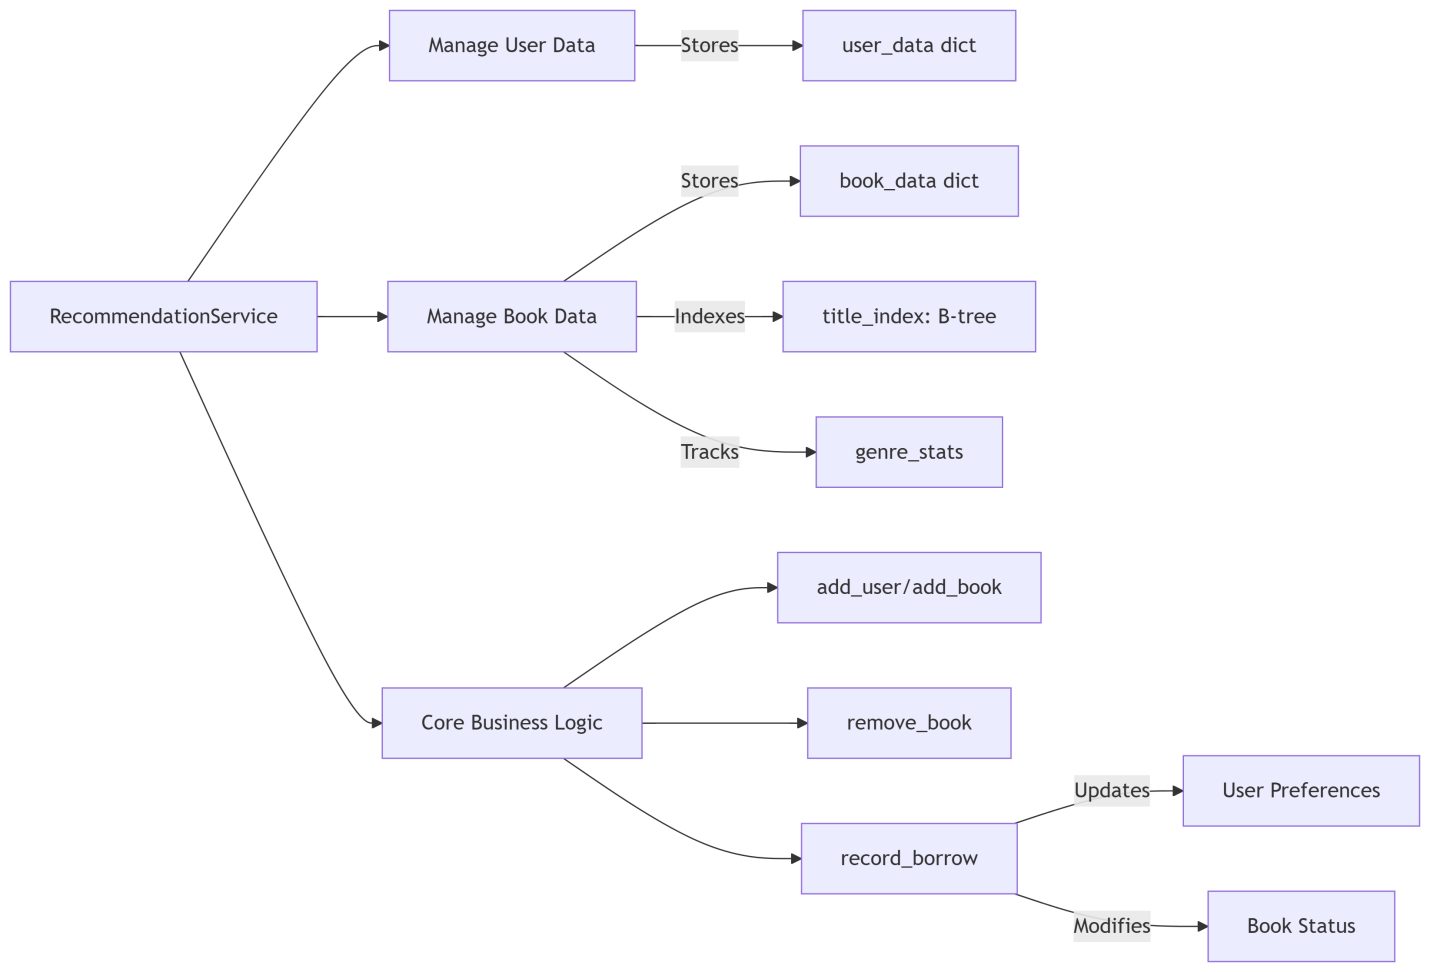 Manage User Data
Stores
user_data dict
Stores
book_data dict
RecommendationService
Manage Book Data
Indexes
title_index: B-tree
Tracks
genre_stats
add_user/add_book
Core Business Logic
remove_book
Updates
User Preferences
record_borrow
Modifies
Book Status